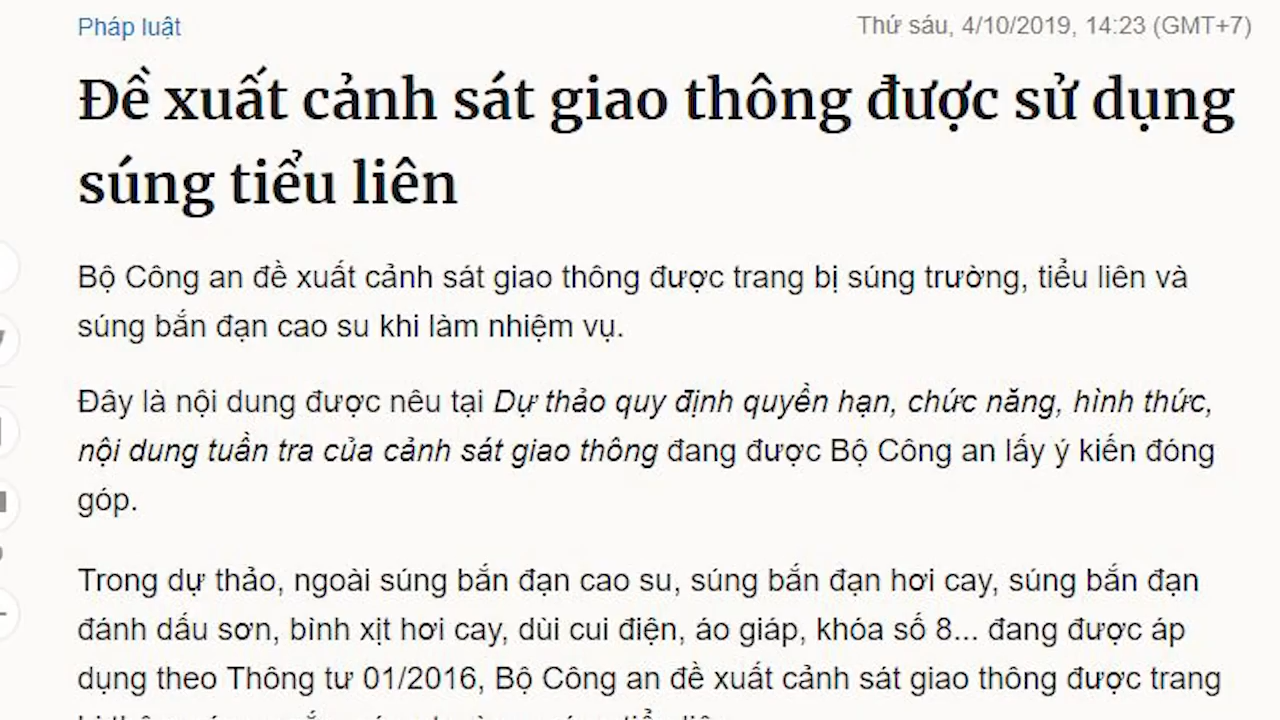 Pháp luật
Thứ sáu, 4/10/2019, 14:23 (GMT+7)
Đề xuất cảnh sát giao thông được sử dụng
súng tiểu liên
Bộ Công an đề xuất cảnh sát giao thông được trang bị súng trường, tiểu liên và
súng bắn đạn cao su khi làm nhiệm vụ.
Đây là nội dung được nêu tại Dự thảo quy định quyền hạn, chức năng, hình thức,
nội dung tuần tra của cảnh sát giao thông đang được Bộ Công an lấy ý kiến đóng
góp.
Trong dự thảo, ngoài súng bắn đạn cao su, súng bắn đạn hơi cay, súng bắn đạn
đánh dấu sơn, bình xịt hơi cay, dùi cui điện, áo giáp, khóa số 8... đang được áp
dụng theo Thông tư 01/2016, Bộ Công an đề xuất cảnh sát giao thông được trang